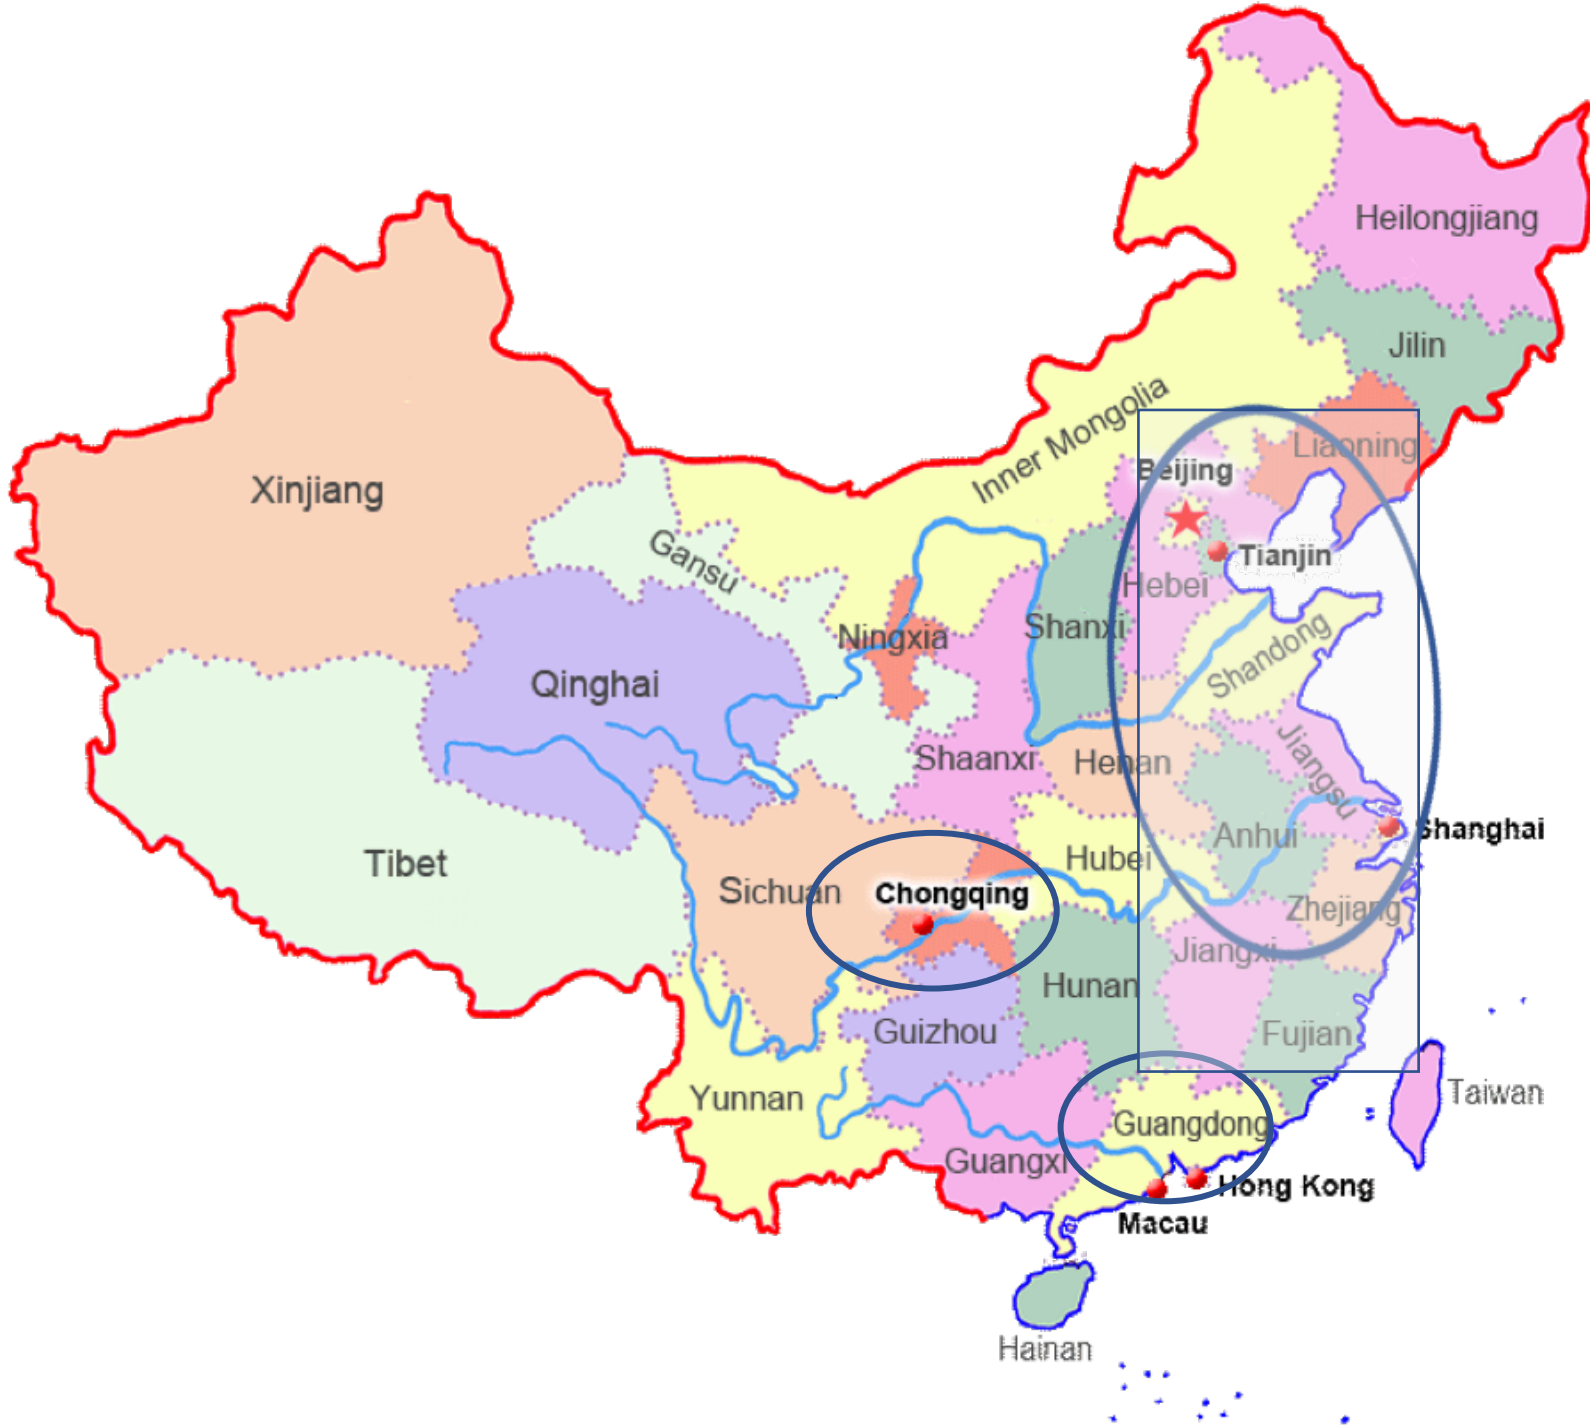 Heilongjiang
Jilin
Inner Mongolia
Liaoning
Beijing
Xinjiang
Gansu
Tianjin
Hebei
Ningxia
Shanxi
Shandong
Qinghai
Shaanxi
Henan
Jiangsu
Shanghai
Anhui
Tibet
Hubei
Sichuan
Chongqing
Zhejiang
Jiangxi
Hunan
Guizhou
Fujian
Yunnan
Taiwan
Guangdong
Guangxi
Hong Kong
Macau
Hainan